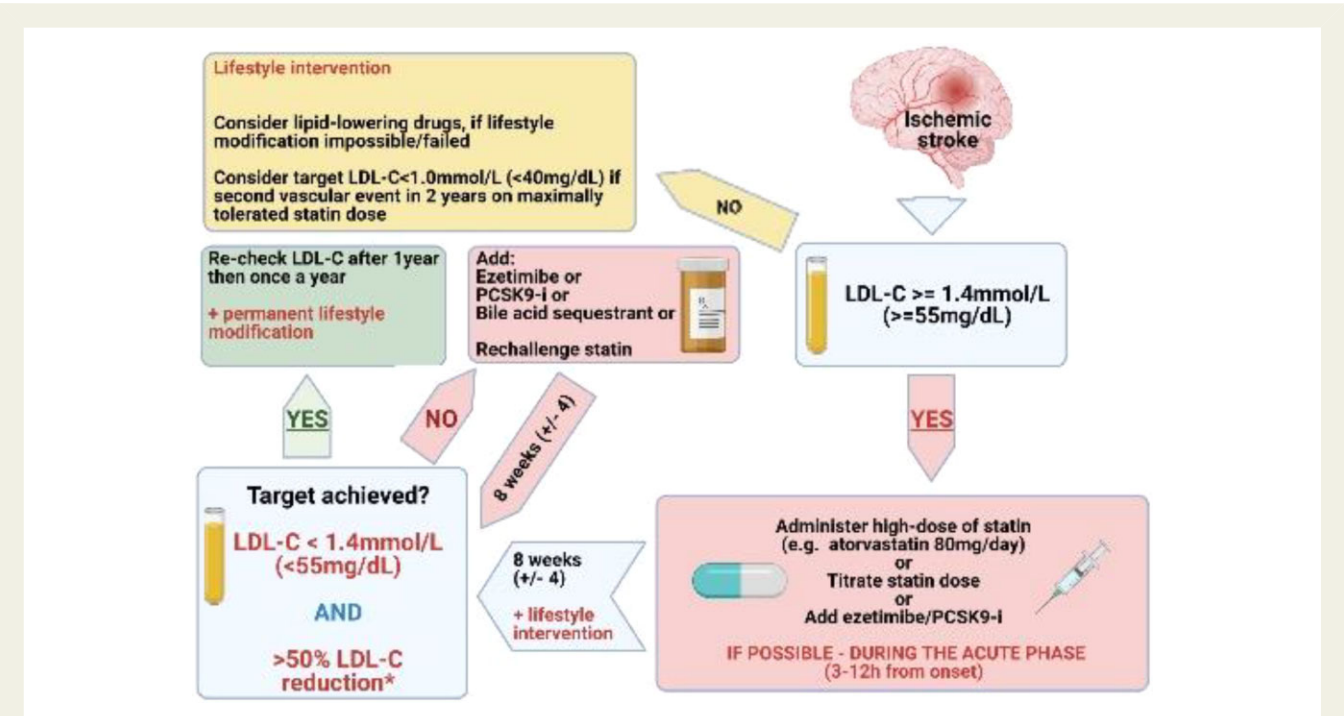 Lifestyle intervention
Consider lipid-lowering drugs, if lifestyle
modification impossible/failed
Consider target LDL-C<1.0mmol/L (<40mg/dL) if
second vascular event in 2 years on maximally
tolerated statin dose
Ischemic
stroke
NO
Re-check LDL-C after 1year
then once a year
+ permanent lifestyle
modification
Add:
Ezetimibe or
PCSK9-i or
Bile acid sequestrant or
Rechallenge statin
LDL-C >= 1.4mmol/L
(>=55mg/dL)
YES
NO
8 weeks (+/- 4)
YES
Target achieved?
LDL-C < 1.4mmol/L
(<55mg/dL)
AND
>50% LDL-C
reduction*
8 weeks
(+/- 4)
+ lifestyle
intervention
Administer high-dose of statin
(e.g. atorvastatin 80mg/day)
or
Titrate statin dose
or
Add ezetimibe/PCSK9-i
IF POSSIBLE - DURING THE ACUTE PHASE
(3-12h from onset)